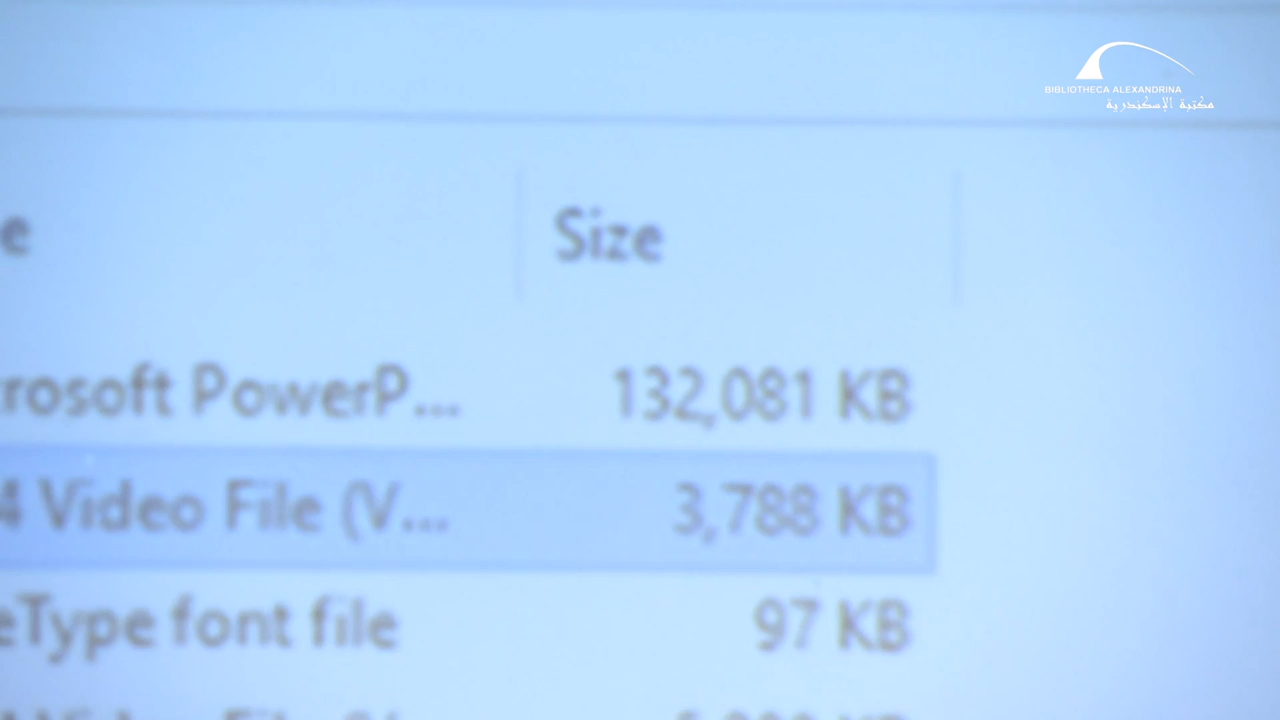 BIBLIOTHECA ALEXANDRINA
مكتبة الإسكندرية
Size
crosoft PowerP... 132,081 KB
4 Video File (V... 3,788 KB
eType font file 97 KB